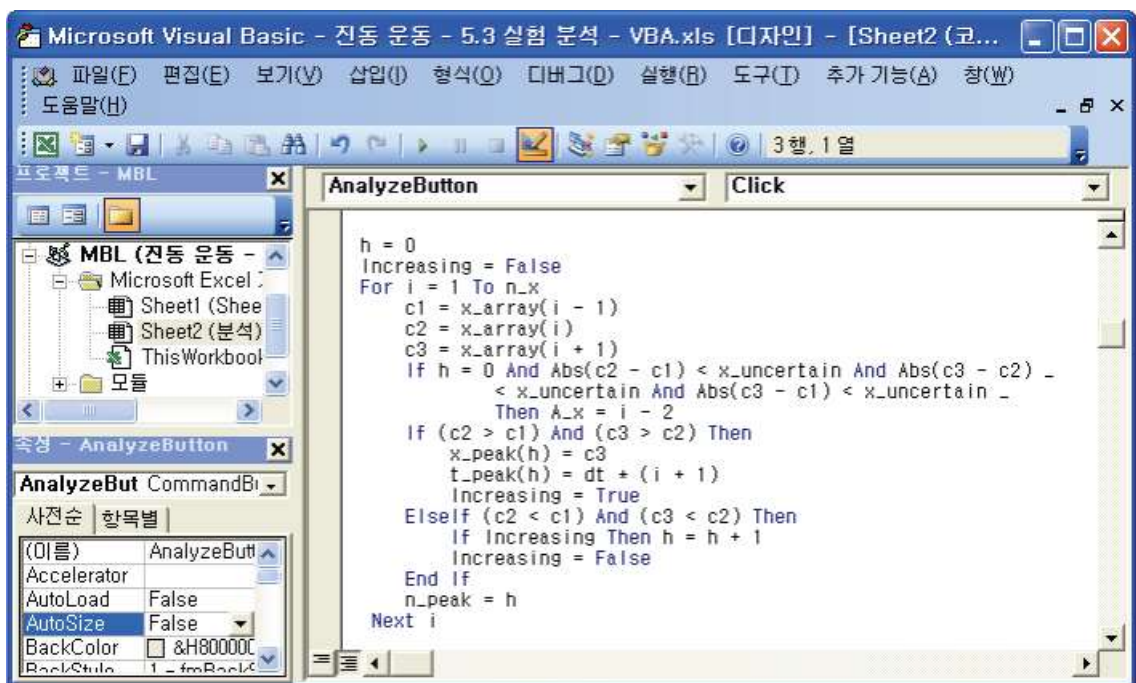 Microsoft Visual Basic - 진동 운동 - 5.3 실험 분석 - VBA.xls [디자인] - [Sheet2 (코...
파일(F) 편집(E) 보기(V) 삽입(I) 형식(O) 디버그(D) 실행(R) 도구(T) 추가 기능(A) 창(W)
도움말(H)
3행, 1열
프로젝트 - MBL
MBL (진동 운동 -
Microsoft Excel
Sheet1 (Shee
Sheet2 (분석)
ThisWorkbook
모듈
속성 - AnalyzeButton
AnalyzeBut CommandBu
사전순 항목별
(이름) AnalyzeButt
Accelerator
AutoLoad False
AutoSize False
BackColor &H800000
BackStyle 1 - fmBackS
AnalyzeButton Click
h = 0
Increasing = False
For i = 1 To n_x
c1 = x_array(i - 1)
c2 = x_array(i)
c3 = x_array(i + 1)
If h = 0 And Abs(c2 - c1) < x_uncertain And Abs(c3 - c2) _
< x_uncertain And Abs(c3 - c1) < x_uncertain _
Then A_x = i - 2
If (c2 > c1) And (c3 > c2) Then
x_peak(h) = c3
t_peak(h) = dt + (i + 1)
Increasing = True
ElseIf (c2 < c1) And (c3 < c2) Then
If Increasing Then h = h + 1
Increasing = False
End If
n_peak = h
Next i